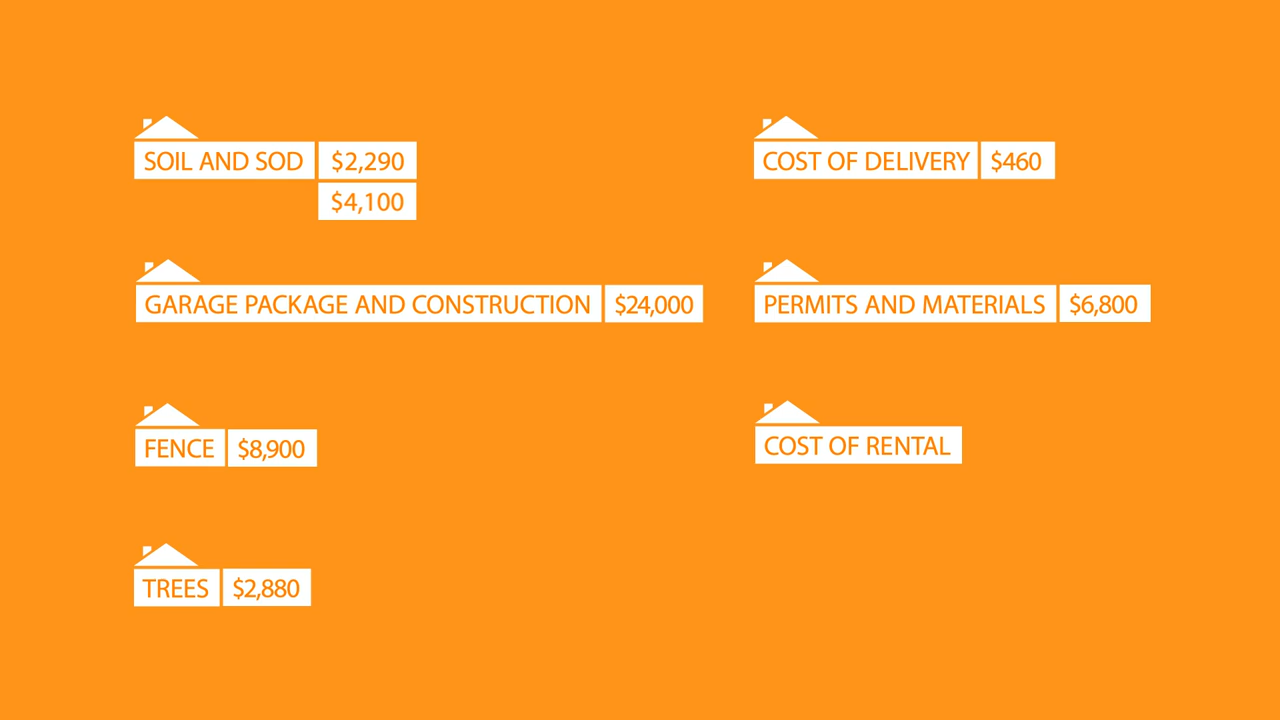 SOIL AND SOD $2,290
$4,100
GARAGE PACKAGE AND CONSTRUCTION $24,000
FENCE $8,900
TREES $2,880
COST OF DELIVERY $460
PERMITS AND MATERIALS $6,800
COST OF RENTAL